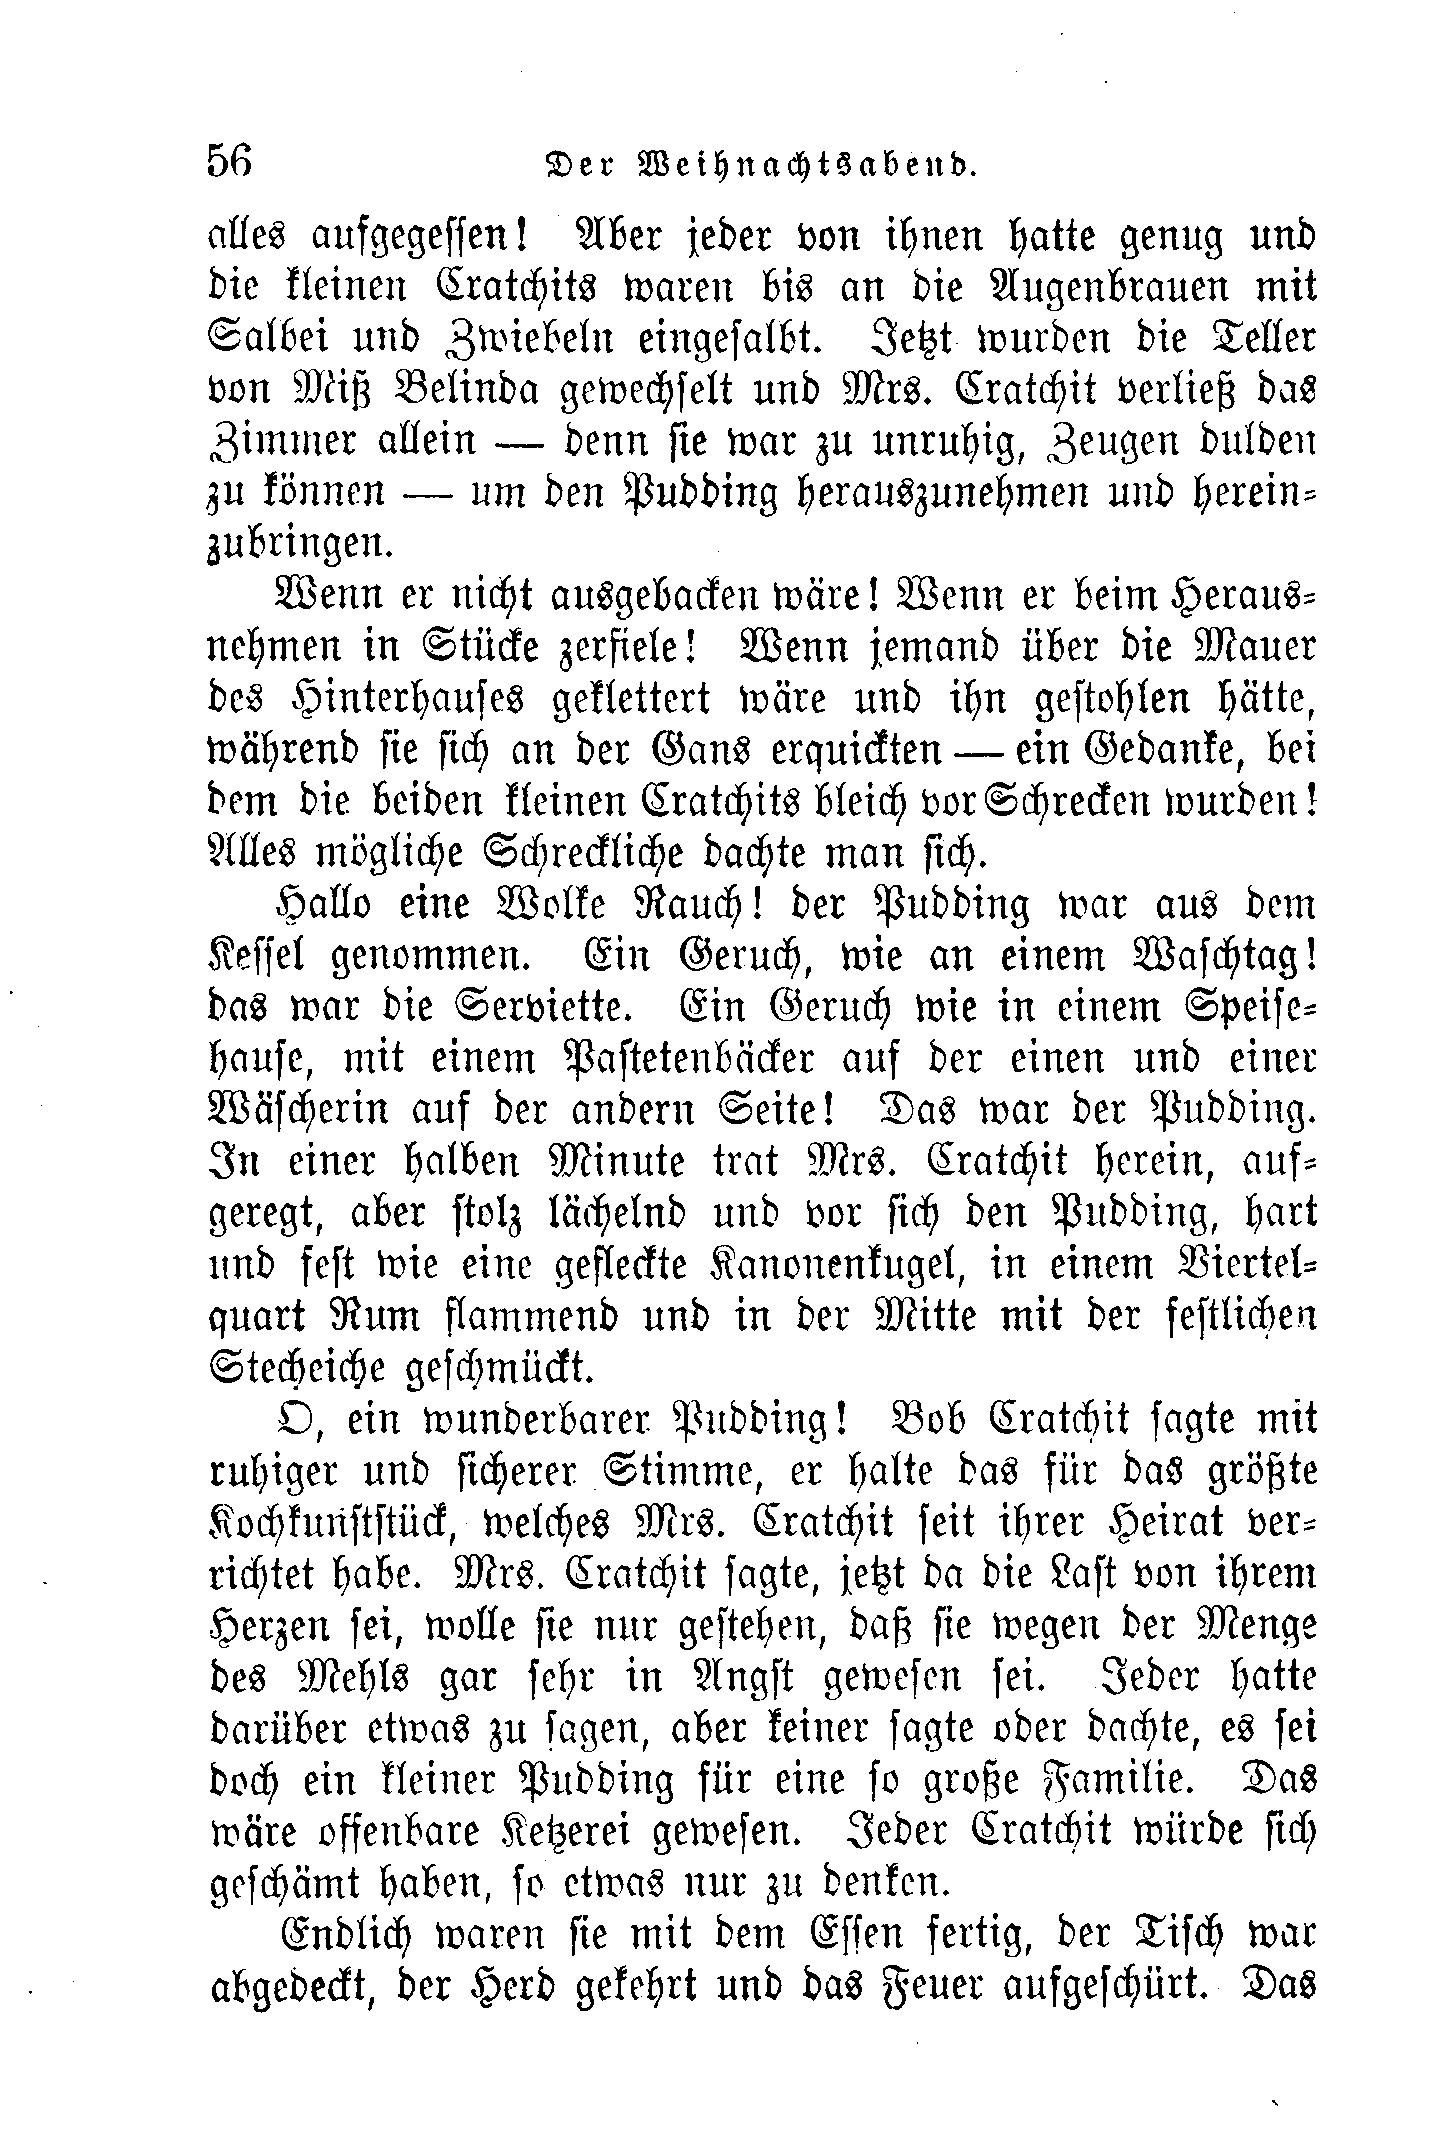 56 Der Weihnachtsabend.
alles aufgegessen! Aber jeder von ihnen hatte genug und
die kleinen Cratchits waren bis an die Augenbrauen mit
Salbei und Zwiebeln eingesalbt. Jetzt wurden die Teller
von Miß Belinda gewechselt und Mrs. Cratchit verließ das
Zimmer allein — denn sie war zu unruhig, Zeugen dulden
zu können — um den Pudding herauszunehmen und herein-
zubringen.
Wenn er nicht ausgebacken wäre! Wenn er beim Heraus-
nehmen in Stücke zerfiele! Wenn jemand über die Mauer
des Hinterhauses geklettert wäre und ihn gestohlen hätte,
während sie sich an der Gans erquickten — ein Gedanke, bei
dem die beiden kleinen Cratchits bleich vor Schrecken wurden!
Alles mögliche Schreckliche dachte man sich.
Hallo eine Wolke Rauch! der Pudding war aus dem
Kessel genommen. Ein Geruch, wie an einem Waschtag!
das war die Serviette. Ein Geruch wie in einem Speise-
hause, mit einem Pastetenbäcker auf der einen und einer
Wäscherin auf der andern Seite! Das war der Pudding.
In einer halben Minute trat Mrs. Cratchit herein, auf-
geregt, aber stolz lächelnd und vor sich den Pudding, hart
und fest wie eine gefleckte Kanonenkugel, in einem Viertel-
quart Rum flammend und in der Mitte mit der festlichen
Stecheiche geschmückt.
O, ein wunderbarer Pudding! Bob Cratchit sagte mit
ruhiger und sicherer Stimme, er halte das für das größte
Kochkunststück, welches Mrs. Cratchit seit ihrer Heirat ver-
richtet habe. Mrs. Cratchit sagte, jetzt da die Last von ihrem
Herzen sei, wolle sie nur gestehen, daß sie wegen der Menge
des Mehls gar sehr in Angst gewesen sei. Jeder hatte
darüber etwas zu sagen, aber keiner sagte oder dachte, es sei
doch ein kleiner Pudding für eine so große Familie. Das
wäre offenbare Ketzerei gewesen. Jeder Cratchit würde sich
geschämt haben, so etwas nur zu denken.
Endlich waren sie mit dem Essen fertig, der Tisch war
abgedeckt, der Herd gekehrt und das Feuer aufgeschürt. Das